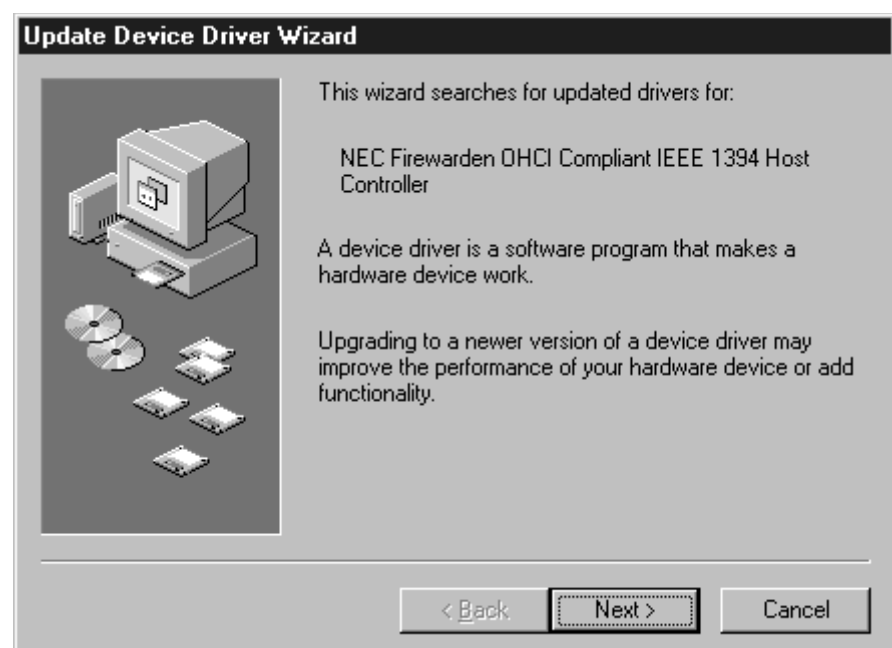 Update Device Driver Wizard
This wizard searches for updated drivers for:
NEC Firewarden OHCI Compliant IEEE 1394 Host
Controller
A device driver is a software program that makes a
hardware device work.
Upgrading to a newer version of a device driver may
improve the performance of your hardware device or add
functionality.
< Back
Next >
Cancel